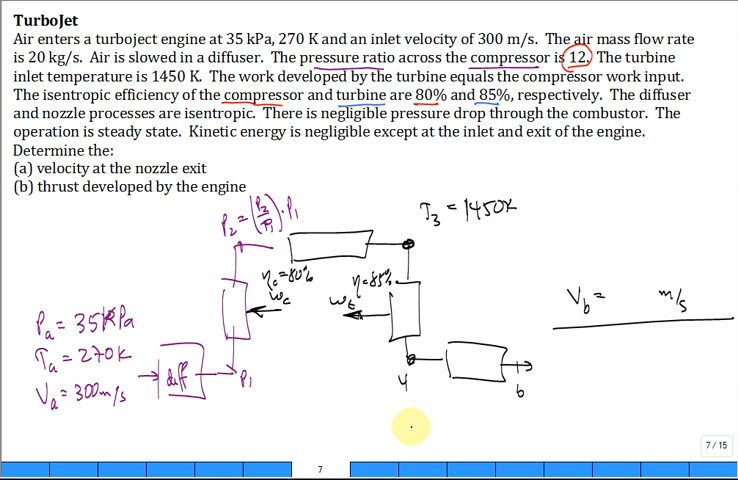 TurboJet
Air enters a turboject engine at 35 kPa, 270 K and an inlet velocity of 300 m/s. The air mass flow rate
is 20 kg/s. Air is slowed in a diffuser. The pressure ratio across the compressor is 12. The turbine
inlet temperature is 1450 K. The work developed by the turbine equals the compressor work input.
The isentropic efficiency of the compressor and turbine are 80% and 85%, respectively. The diffuser
and nozzle processes are isentropic. There is negligible pressure drop through the combustor. The
operation is steady state. Kinetic energy is negligible except at the inlet and exit of the engine.
Determine the:
(a) velocity at the nozzle exit
(b) thrust developed by the engine
P2 = (P2/P1) · P1
T3 = 1450K
ηc = 80%
η = 85%
Wc
Wt
Vb = m/s
Pa = 35 kPa
Ta = 270 K
Va = 300 m/s
diff
P1
4
b
7 / 15
7